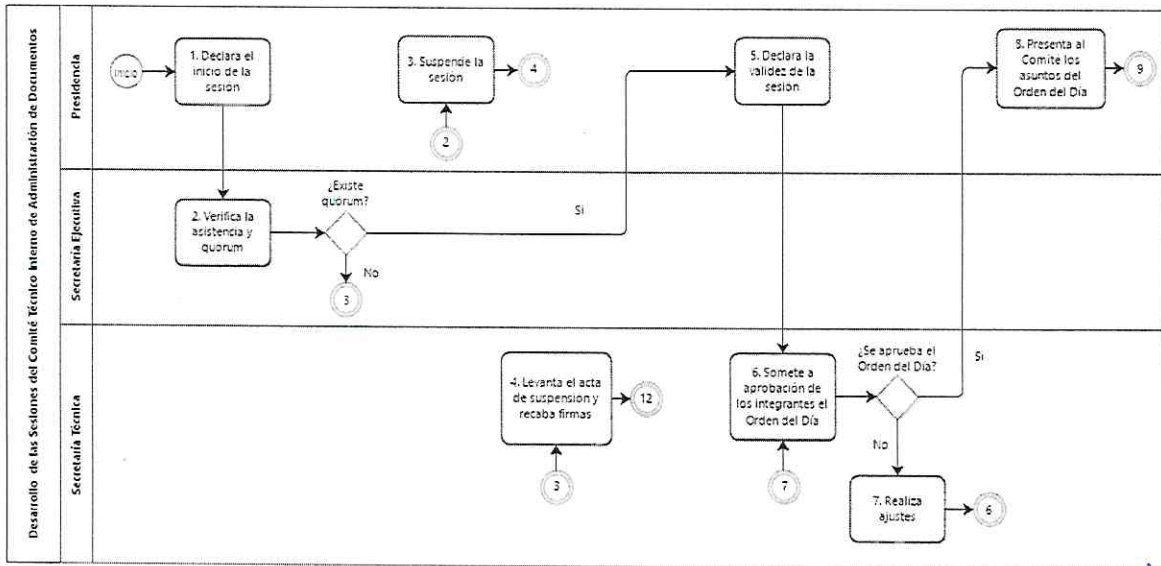 Desarrollo de las Sesiones del Comité Técnico Interno de Administración de Documentos
Presidencia
Inicio
1. Declara el
inicio de la
sesión
3. Suspende la
sesión
4
2
5. Declara la
validez de la
sesión
8. Presenta al
Comité los
asuntos del
Orden del Día
9
Secretaría Ejecutiva
2. Verifica la
asistencia y
quórum
¿Existe
quórum?
Si
No
3
Secretaría Técnica
4. Levanta el acta
de suspensión y
recaba firmas
12
3
6. Somete a
aprobación de
los integrantes el
Orden del Día
7
¿Se aprueba el
Orden del Día?
Si
No
7. Realiza
ajustes
6